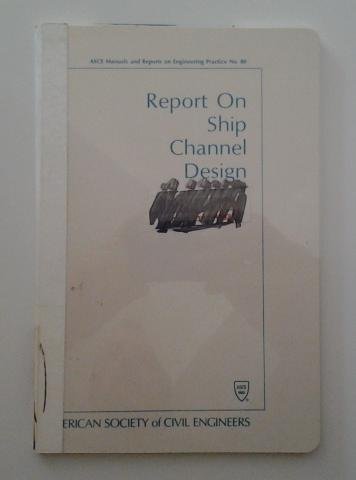 ASCE Manuals and Reports on Engineering Practice No. 80
Report On
Ship
Channel
Design
ASCE
ERICAN SOCIETY of CIVIL ENGINEERS